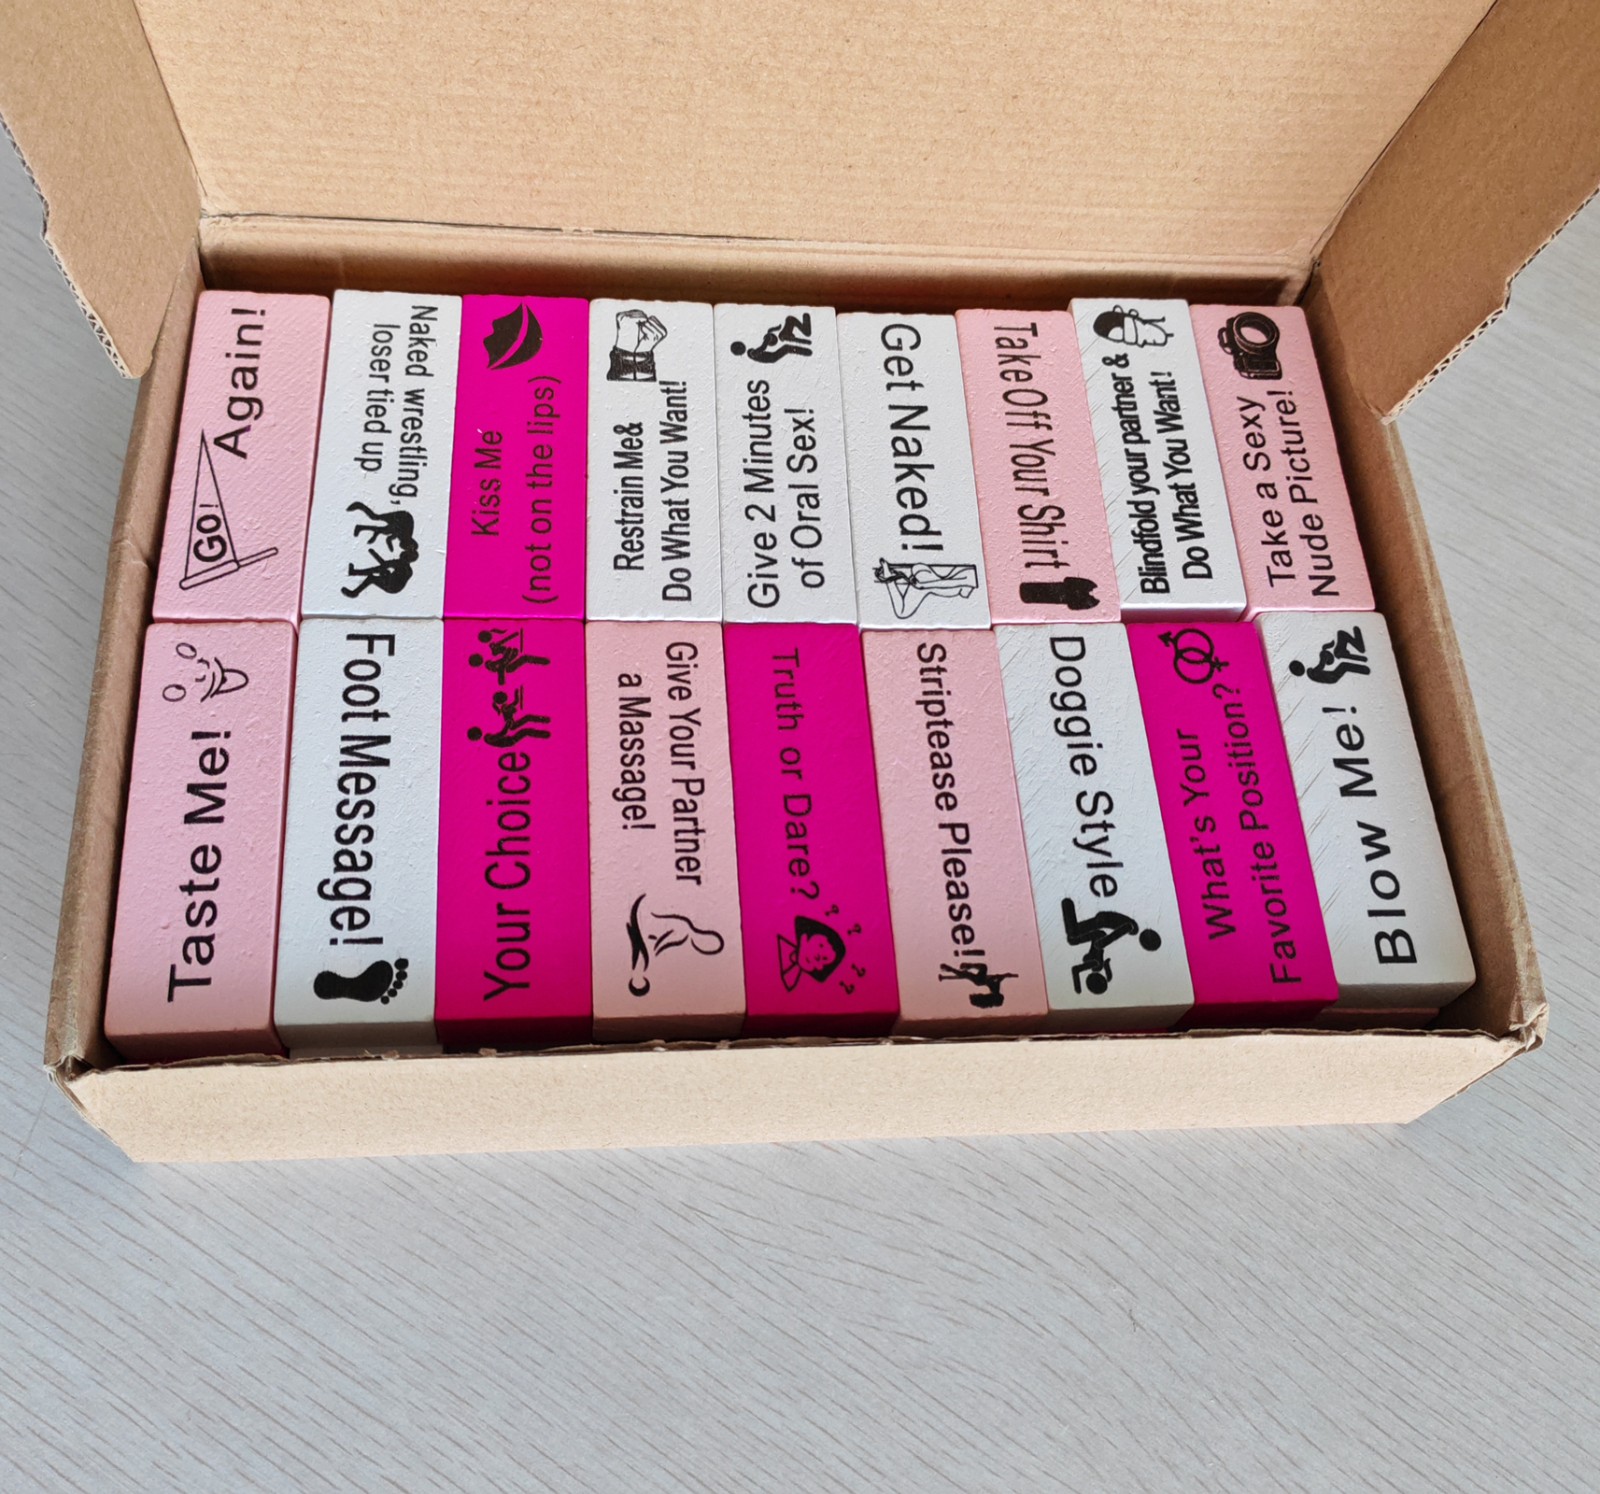 GO!
Again!
Naked wrestling,
loser tied up
Kiss Me
(not on the lips)
Restrain Me&
Do What You Want!
Give 2 Minutes
of Oral Sex!
Get Naked!
Take Off Your Shirt
Blindfold your partner &
Do What You Want!
Take a Sexy
Nude Picture!
Taste Me!
Foot Message!
Your Choice
Give Your Partner
a Massage!
Truth or Dare?
Striptease Please!!
Doggie Style
What's Your
Favorite Position?
Blow Me!